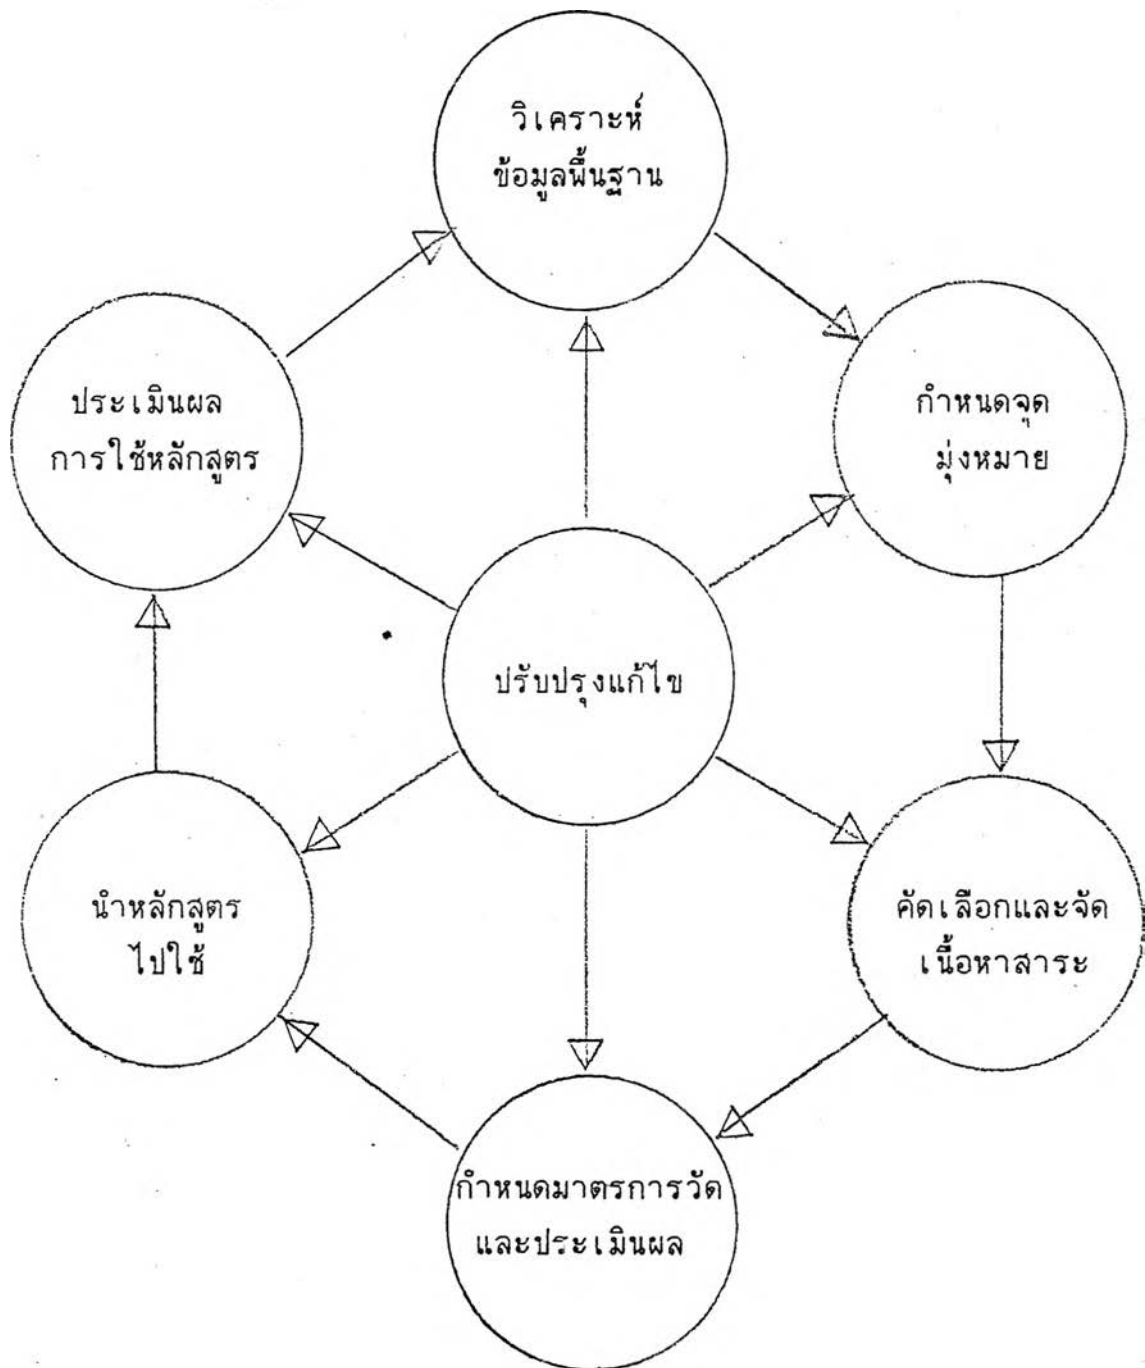 วิเคราะห์
ข้อมูลพื้นฐาน
กำหนดจุด
มุ่งหมาย
คัดเลือกและจัด
เนื้อหาสาระ
กำหนดมาตรการวัด
และประเมินผล
นำหลักสูตร
ไปใช้
ประเมินผล
การใช้หลักสูตร
ปรับปรุงแก้ไข